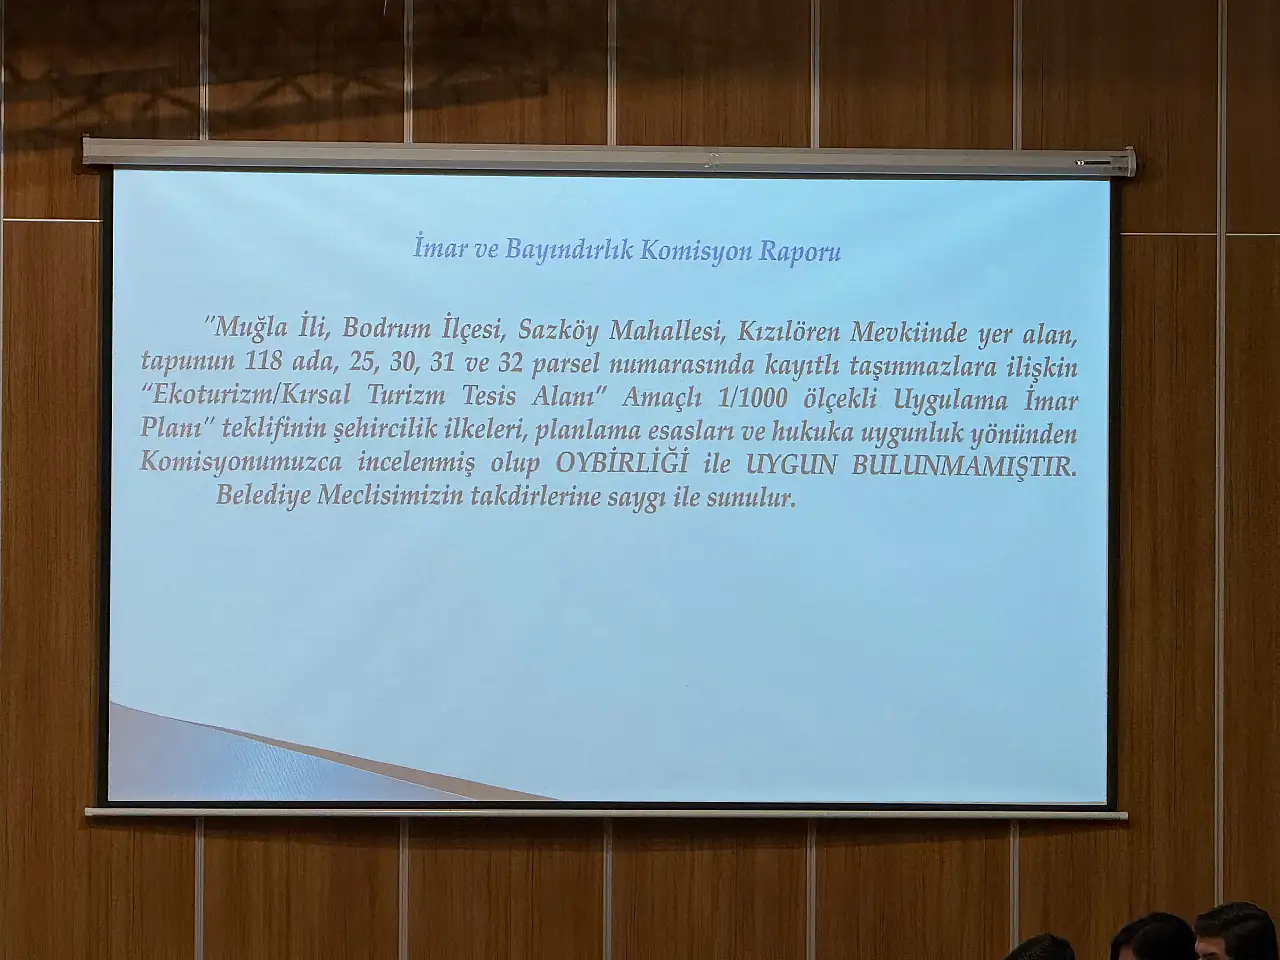 İmar ve Bayındırlık Komisyon Raporu
"Muğla İli, Bodrum İlçesi, Sazköy Mahallesi, Kızılören Mevkiinde yer alan,
tapunun 118 ada, 25, 30, 31 ve 32 parsel numarasında kayıtlı taşınmazlara ilişkin
“Ekoturizm/Kırsal Turizm Tesis Alanı” Amaçlı 1/1000 ölçekli Uygulama İmar
Planı" teklifinin şehircilik ilkeleri, planlama esasları ve hukuka uygunluk yönünden
Komisyonumuzca incelenmiş olup OYBİRLİĞİ ile UYGUN BULUNMAMIŞTIR.
Belediye Meclisimizin takdirlerine saygı ile sunulur.